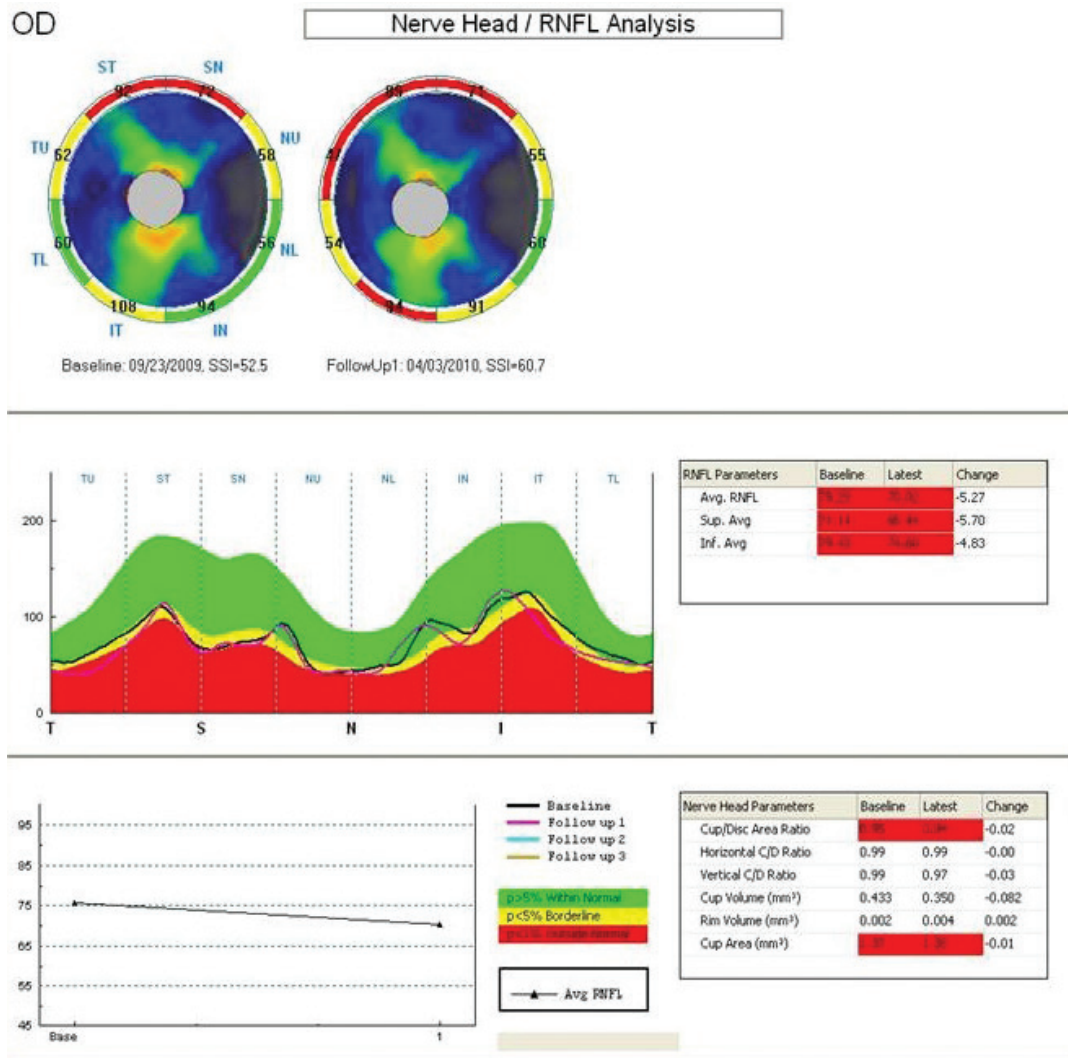 OD
Nerve Head / RNFL Analysis
ST SN
92 72
TU 62 58 NU
TL 60 56 NL
108 94
IT IN
85 71
47 55
54 60
84 91
Baseline: 09/23/2009, SSI=52.5
FollowUp1: 04/03/2010, SSI=60.7
TU ST SN NU NL IN IT TL
200
100
0
T S N I T
RNFL Parameters Baseline Latest Change
Avg. RNFL -5.27
Sup. Avg -5.70
Inf. Avg -4.83
95
85
75
65
55
45
Base 1
Baseline
Follow up 1
Follow up 2
Follow up 3
p>5% Within Normal
p<5% Borderline
Outside Normal
Avg RNFL
Nerve Head Parameters Baseline Latest Change
Cup/Disc Area Ratio -0.02
Horizontal C/D Ratio 0.99 0.99 -0.00
Vertical C/D Ratio 0.99 0.97 -0.03
Cup Volume (mm³) 0.433 0.350 -0.082
Rim Volume (mm³) 0.002 0.004 0.002
Cup Area (mm²) -0.01